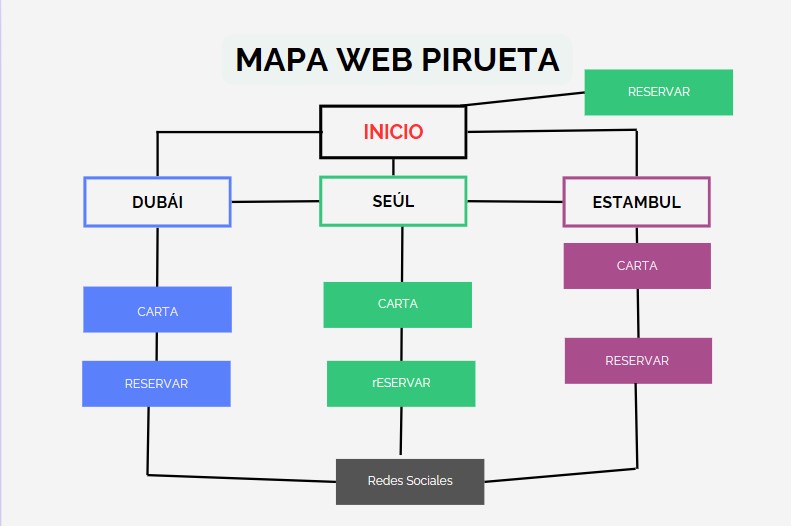 MAPA WEB PIRUETA
RESERVAR
INICIO
DUBÁI
SEÚL
ESTAMBUL
CARTA
CARTA
CARTA
RESERVAR
rESERVAR
RESERVAR
Redes Sociales